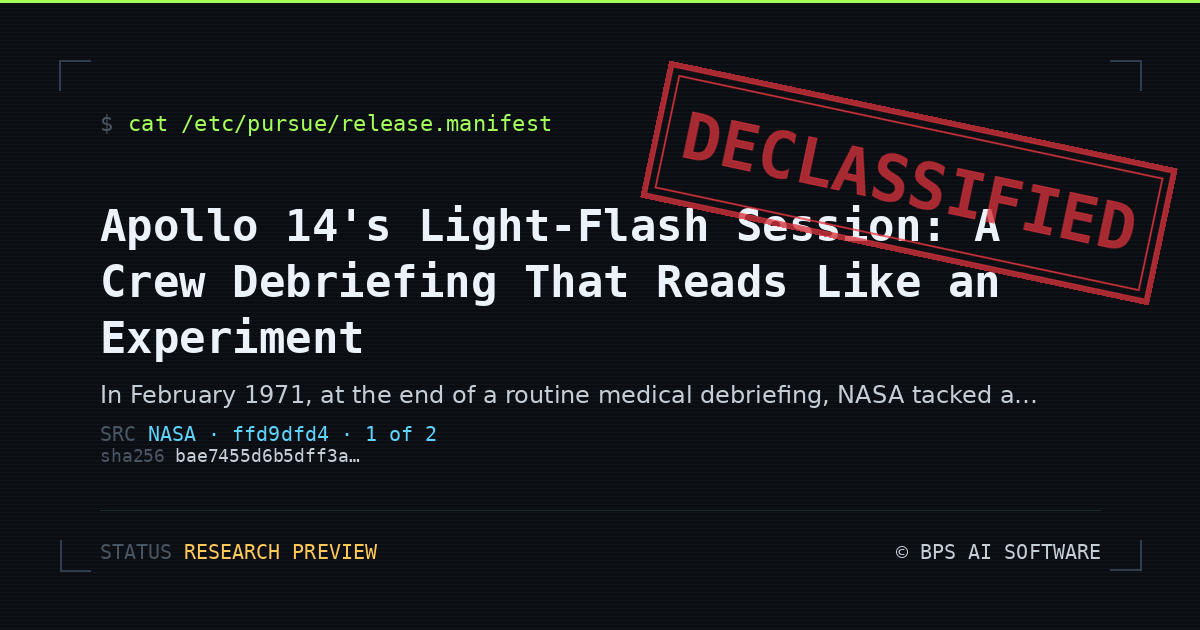 $ cat /etc/pursue/release.manifest
DECLASSIFIED
Apollo 14's Light-Flash Session: A
Crew Debriefing That Reads Like an
Experiment
In February 1971, at the end of a routine medical debriefing, NASA tacked a…
SRC NASA · ffd9dfd4 · 1 of 2
sha256 bae7455d6b5dff3a…
STATUS RESEARCH PREVIEW
© BPS AI SOFTWARE